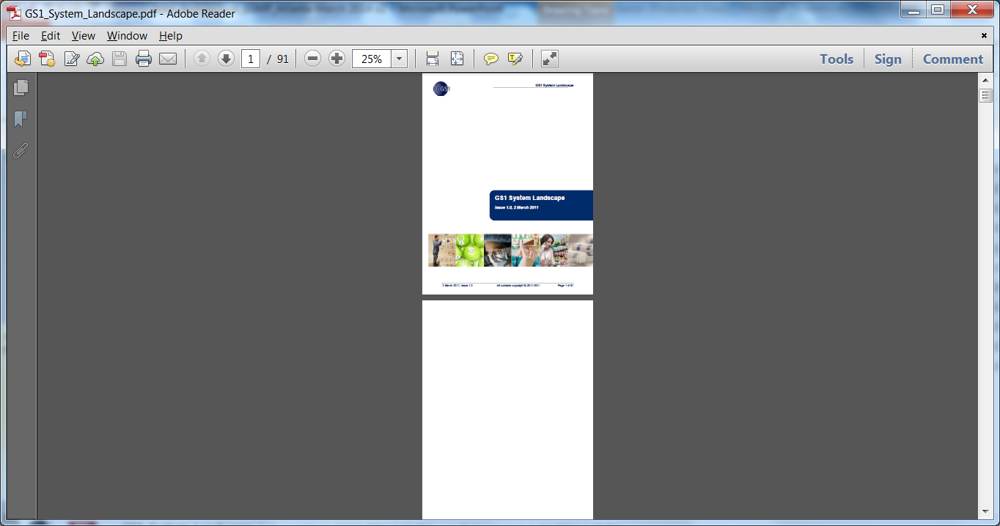 GS1_System_Landscape.pdf - Adobe Reader
File Edit View Window Help
1 / 91 25% Tools Sign Comment
GS1 GS1 System Landscape
GS1 System Landscape
Issue 1.0, 2 March 2011
2 March 2011, Issue 1.0 All contents copyright © 2011 GS1 Page 1 of 91